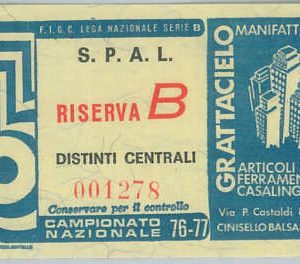 F.I.G.C. LEGA NAZIONALE SERIE B
S.P.A.L.
RISERVA B
DISTINTI CENTRALI
001278
Conservare per il controllo
CAMPIONATO
NAZIONALE 76-77
GRATTACIELO
MANIFATT
ARTICOLI
FERRAMEN
CASALING
Via P. Castaldi
CINISELLO BALSA